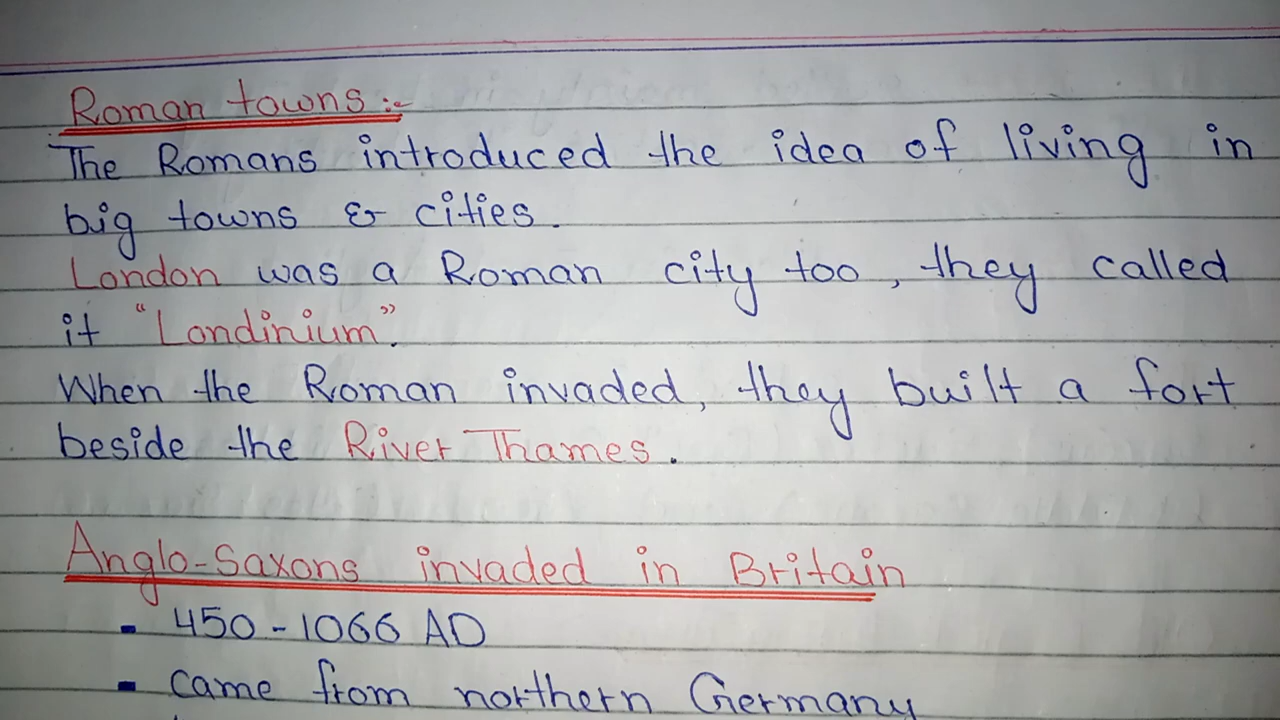 Roman towns :-
The Romans introduced the idea of living in
big towns & cities.
London was a Roman city too, they called
it "Londinium".
When the Roman invaded, they built a fort
beside the River Thames.
Anglo-Saxons invaded in Britain
- 450-1066 AD
- came from northern Germany